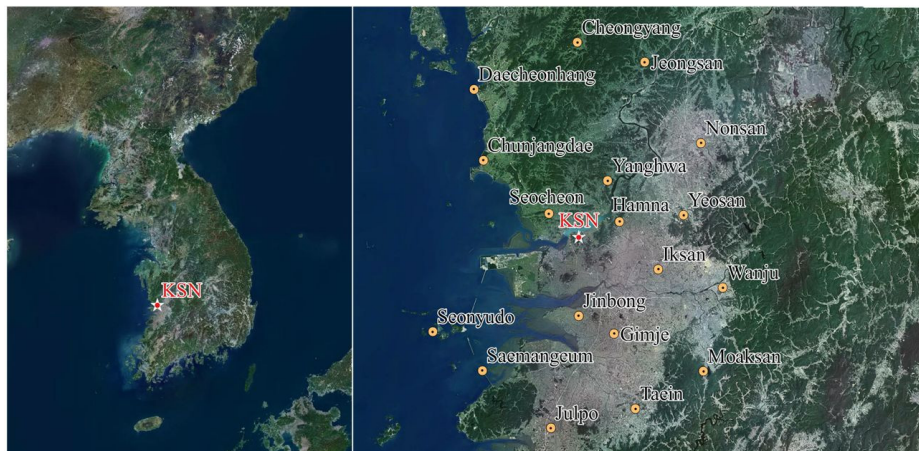 KSN
Cheongyang
Jeongsan
Daecheonhang
Nonsan
Chunjangdae
Yanghwa
Seocheon
Hamna
Yeosan
KSN
Iksan
Wanju
Jinbong
Seonyudo
Gimje
Saemangeum
Moaksan
Taein
Julpo